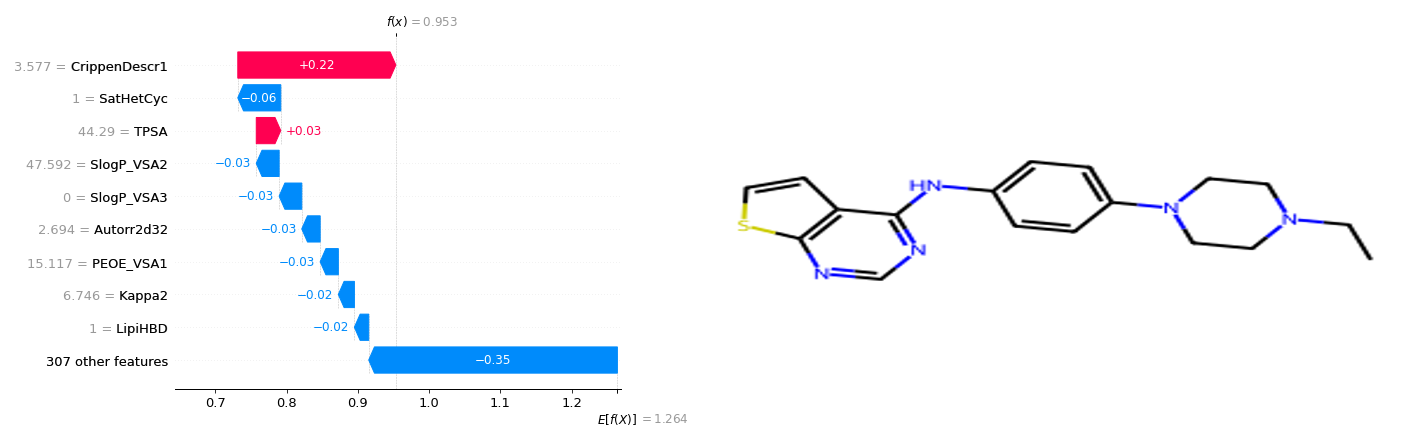 f(x) = 0.953
3.577 = CrippenDescr1
+0.22
1 = SatHetCyc
−0.06
44.29 = TPSA
+0.03
47.592 = SlogP_VSA2
−0.03
0 = SlogP_VSA3
−0.03
2.694 = Autorr2d32
−0.03
15.117 = PEOE_VSA1
−0.03
6.746 = Kappa2
−0.02
1 = LipiHBD
−0.02
307 other features
−0.35
0.7 0.8 0.9 1.0 1.1 1.2
E[f(X)] = 1.264
HN
S
N
N
N
N